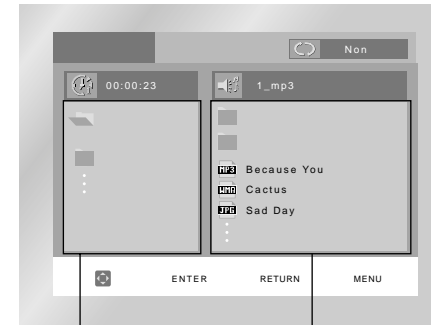 Non
00:00:23 1_mp3
MP3 Because You
WMA Cactus
JPG Sad Day
ENTER RETURN MENU